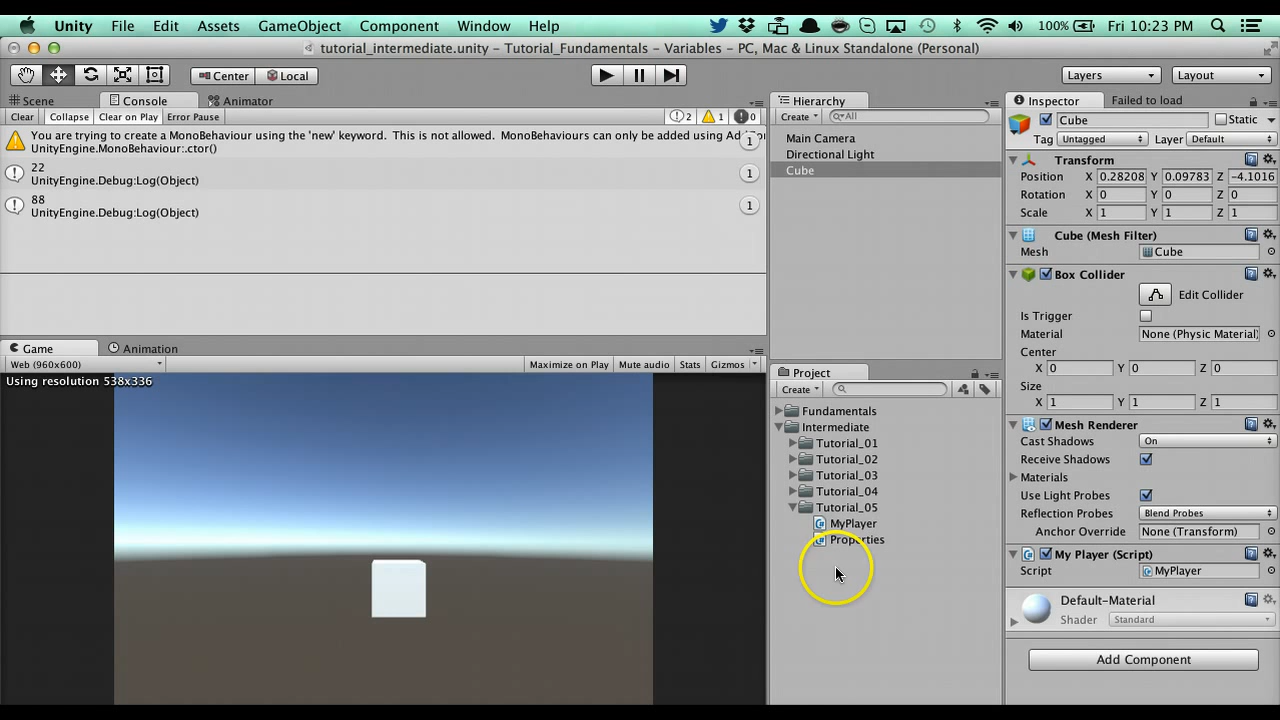 Unity File Edit Assets GameObject Component Window Help 100% Fri 10:23 PM
tutorial_intermediate.unity - Tutorial_Fundamentals - Variables - PC, Mac & Linux Standalone (Personal)
Center Local Layers Layout
Scene Console Animator
Clear Collapse Clear on Play Error Pause 2 1 0
You are trying to create a MonoBehaviour using the 'new' keyword. This is not allowed. MonoBehaviours can only be added using Ad
UnityEngine.MonoBehaviour:.ctor()
1
22
UnityEngine.Debug:Log(Object)
1
88
UnityEngine.Debug:Log(Object)
1
Game Animation
Web (960x600) Maximize on Play Mute audio Stats Gizmos
Using resolution 538x336
Hierarchy
Create All
Main Camera
Directional Light
Cube
Project
Create
Fundamentals
Intermediate
Tutorial_01
Tutorial_02
Tutorial_03
Tutorial_04
Tutorial_05
MyPlayer
Properties
Inspector Failed to load
Cube Static
Tag Untagged Layer Default
Transform
Position X 0.28208 Y 0.09783 Z -4.1016
Rotation X 0 Y 0 Z 0
Scale X 1 Y 1 Z 1
Cube (Mesh Filter)
Mesh Cube
Box Collider
Edit Collider
Is Trigger
Material None (Physic Material)
Center
X 0 Y 0 Z 0
Size
X 1 Y 1 Z 1
Mesh Renderer
Cast Shadows On
Receive Shadows
Materials
Use Light Probes
Reflection Probes Blend Probes
Anchor Override None (Transform)
My Player (Script)
Script MyPlayer
Default-Material
Shader Standard
Add Component